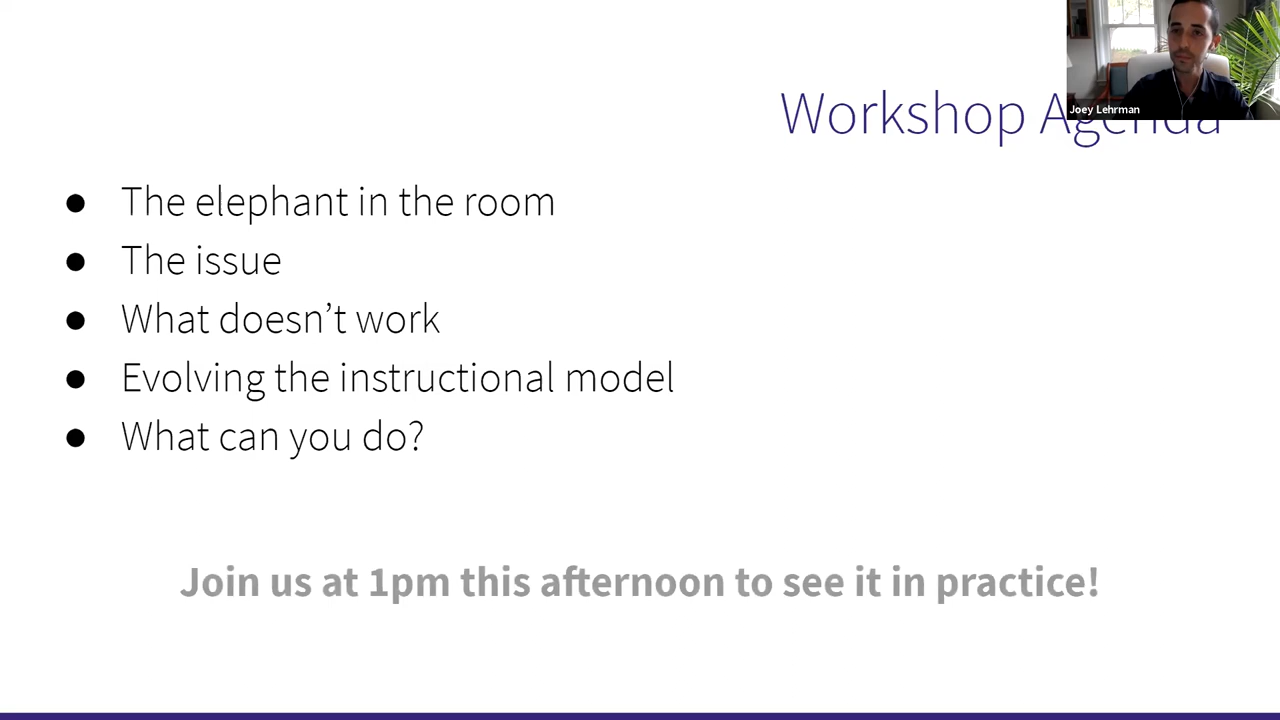 Joey Lehrman
Workshop Agenda
● The elephant in the room
● The issue
● What doesn’t work
● Evolving the instructional model
● What can you do?
Join us at 1pm this afternoon to see it in practice!